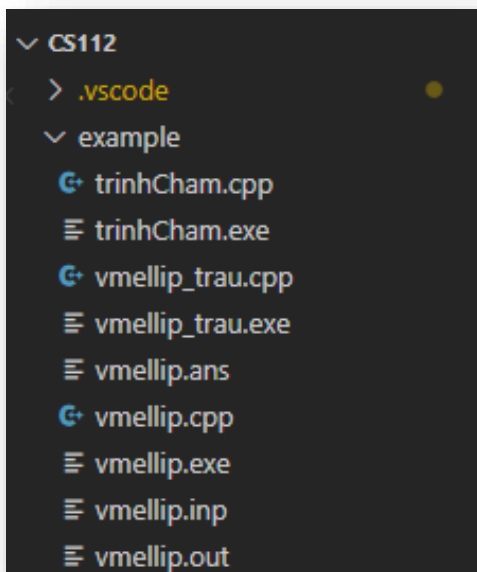 CS112
.vscode
example
trinhCham.cpp
trinhCham.exe
vmellip_trau.cpp
vmellip_trau.exe
vmellip.ans
vmellip.cpp
vmellip.exe
vmellip.inp
vmellip.out